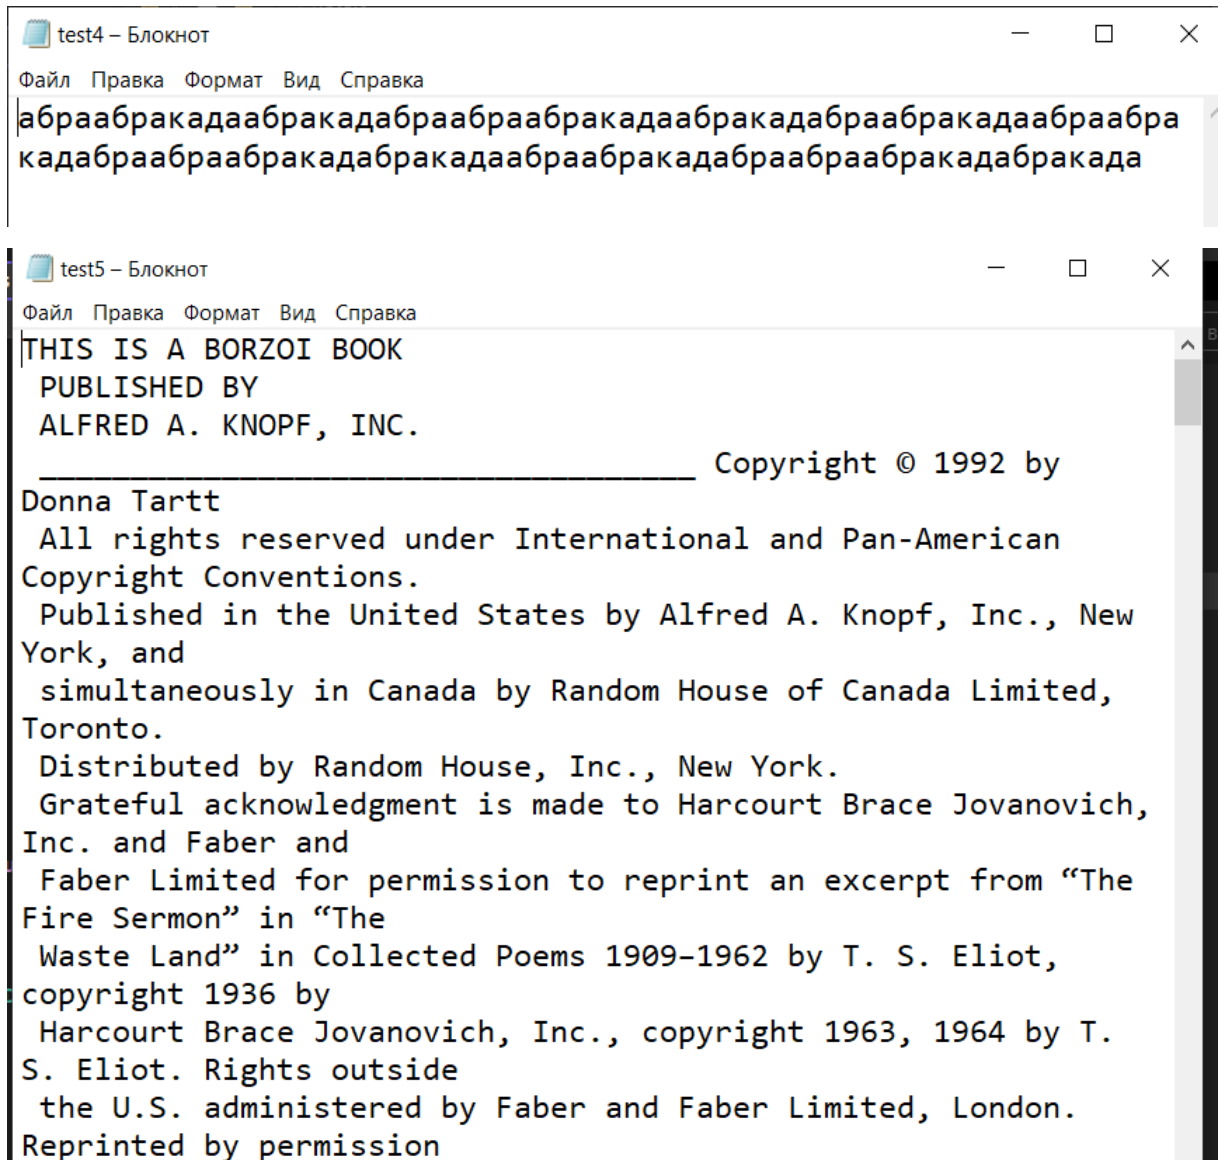 test4 – Блокнот
Файл Правка Формат Вид Справка
абраабракадаабракадабраабраабракадаабракадабраабракадаабраабра
кадабраабраабракадабракадаабраабракадабраабраабракадабракада
test5 – Блокнот
Файл Правка Формат Вид Справка
THIS IS A BORZOI BOOK
PUBLISHED BY
ALFRED A. KNOPF, INC.
____________________________________ Copyright © 1992 by
Donna Tartt
All rights reserved under International and Pan-American
Copyright Conventions.
Published in the United States by Alfred A. Knopf, Inc., New
York, and
simultaneously in Canada by Random House of Canada Limited,
Toronto.
Distributed by Random House, Inc., New York.
Grateful acknowledgment is made to Harcourt Brace Jovanovich,
Inc. and Faber and
Faber Limited for permission to reprint an excerpt from “The
Fire Sermon” in “The
Waste Land” in Collected Poems 1909–1962 by T. S. Eliot,
copyright 1936 by
Harcourt Brace Jovanovich, Inc., copyright 1963, 1964 by T.
S. Eliot. Rights outside
the U.S. administered by Faber and Faber Limited, London.
Reprinted by permission